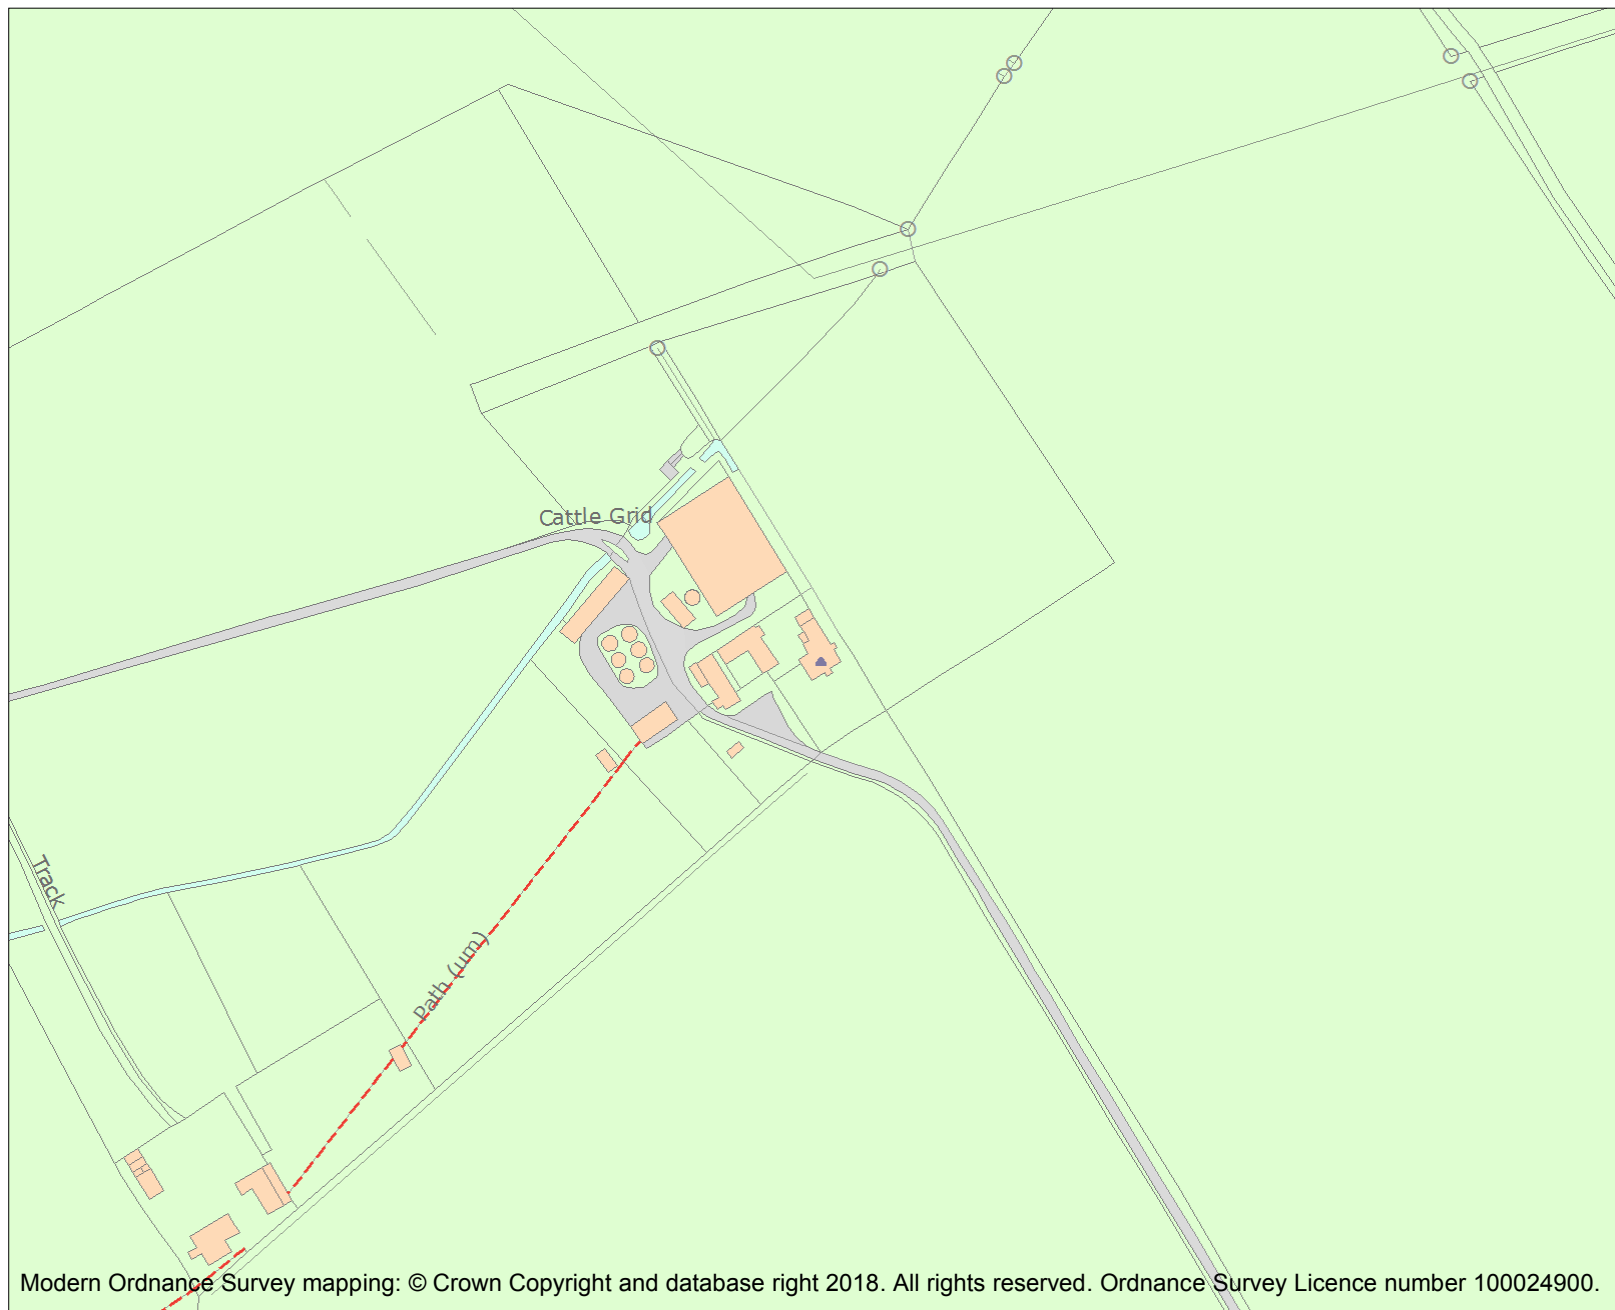 Cattle Grid
Track
Path (um)
Modern Ordnance Survey mapping: © Crown Copyright and database right 2018. All rights reserved. Ordnance Survey Licence number 100024900.